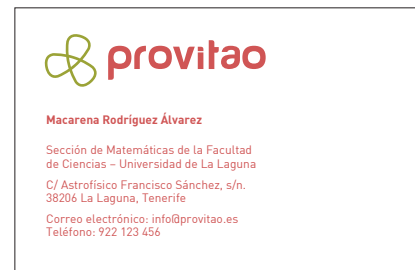 provitao
Macarena Rodríguez Álvarez
Sección de Matemáticas de la Facultad
de Ciencias – Universidad de La Laguna
C/ Astrofísico Francisco Sánchez, s/n.
38206 La Laguna, Tenerife
Correo electrónico: info@provitao.es
Teléfono: 922 123 456